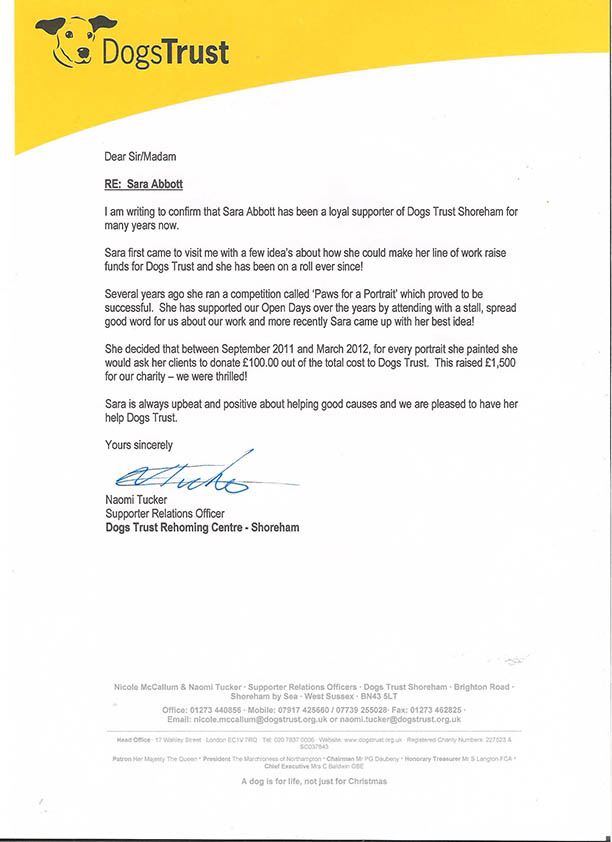 DogsTrust
Dear Sir/Madam
RE: Sara Abbott
I am writing to confirm that Sara Abbott has been a loyal supporter of Dogs Trust Shoreham for
many years now.
Sara first came to visit me with a few idea's about how she could make her line of work raise
funds for Dogs Trust and she has been on a roll ever since!
Several years ago she ran a competition called 'Paws for a Portrait' which proved to be
successful. She has supported our Open Days over the years by attending with a stall, spread
good word for us about our work and more recently Sara came up with her best idea!
She decided that between September 2011 and March 2012, for every portrait she painted she
would ask her clients to donate £100.00 out of the total cost to Dogs Trust. This raised £1,500
for our charity – we were thrilled!
Sara is always upbeat and positive about helping good causes and we are pleased to have her
help Dogs Trust.
Yours sincerely
Tucker
Naomi Tucker
Supporter Relations Officer
Dogs Trust Rehoming Centre - Shoreham
Nicole McCallum & Naomi Tucker · Supporter Relations Officers · Dogs Trust Shoreham · Brighton Road ·
Shoreham by Sea · West Sussex · BN43 5LT
Office: 01273 440856 · Mobile: 07917 425660 / 07739 255028 · Fax: 01273 462825 ·
Email: nicole.mccallum@dogstrust.org.uk or naomi.tucker@dogstrust.org.uk
Head Office · 17 Wakley Street · London EC1V 7RQ · Tel: 020 7837 0006 · Website: www.dogstrust.org.uk · Registered Charity Numbers: 227523 &
SC037843
Patron Her Majesty The Queen * President The Marchioness of Northampton * Chairman Mr PG Daubeny * Honorary Treasurer Mr S Langton FCA *
Chief Executive Mrs C Baldwin OBE
A dog is for life, not just for Christmas